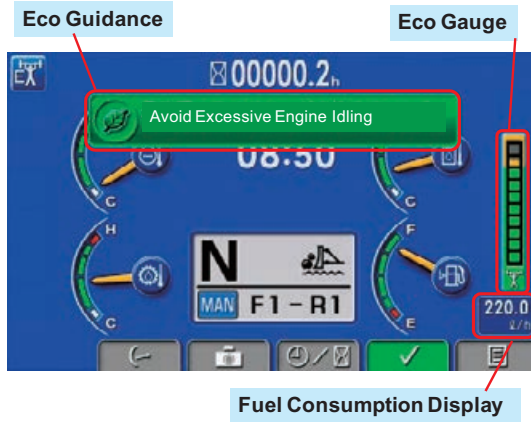 Eco Guidance
Eco Gauge
E
00000.2h
Avoid Excessive Engine Idling
08:50
C
C
H
F
N
MAN F1-R1
C
E
220.0
ℓ/h
Fuel Consumption Display